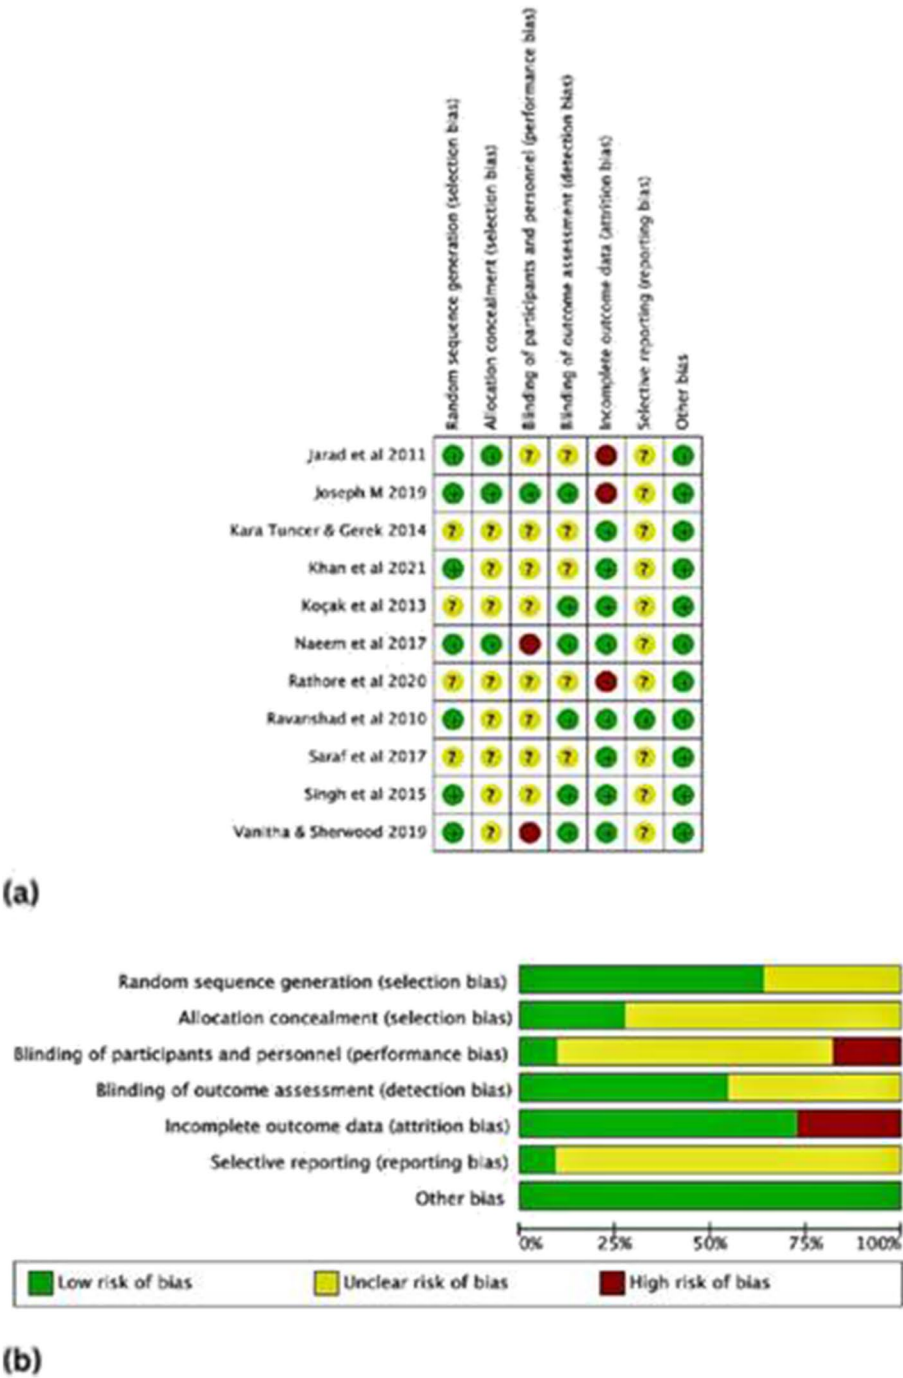 Random sequence generation (selection bias)
Allocation concealment (selection bias)
Blinding of participants and personnel (performance bias)
Blinding of outcome assessment (detection bias)
Incomplete outcome data (attrition bias)
Selective reporting (reporting bias)
Other bias
Jarad et al 2011 + + ? ? ? +
Joseph M 2019 + + + + ? +
Kara Tuncer & Gerek 2014 ? ? ? ? + ? +
Khan et al 2021 + ? ? ? + ? +
Koçak et al 2013 ? ? ? + + ? +
Naeem et al 2017 + + + + ? +
Rathore et al 2020 ? ? ? ? ? +
Ravanshad et al 2010 + ? ? + + + +
Saraf et al 2017 ? ? ? ? + ? +
Singh et al 2015 + ? ? + + ? +
Vanitha & Sherwood 2019 + ? + + ? +
(a)
Random sequence generation (selection bias)
Allocation concealment (selection bias)
Blinding of participants and personnel (performance bias)
Blinding of outcome assessment (detection bias)
Incomplete outcome data (attrition bias)
Selective reporting (reporting bias)
Other bias
0% 25% 50% 75% 100%
Low risk of bias Unclear risk of bias High risk of bias
(b)